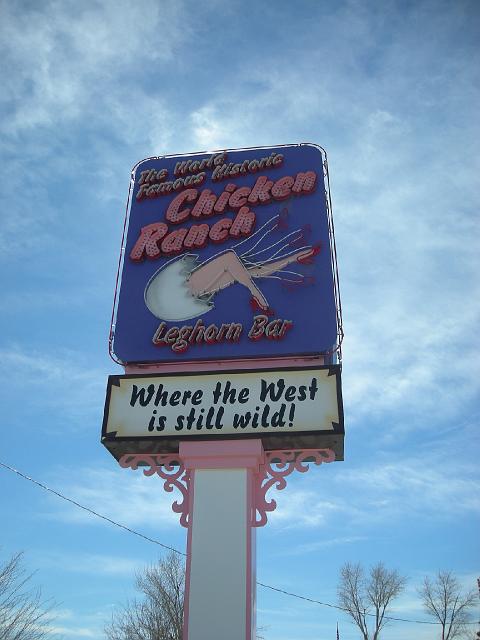 The World
Famous Historic
Chicken
Ranch
Leghorn Bar
Where the West
is still wild!